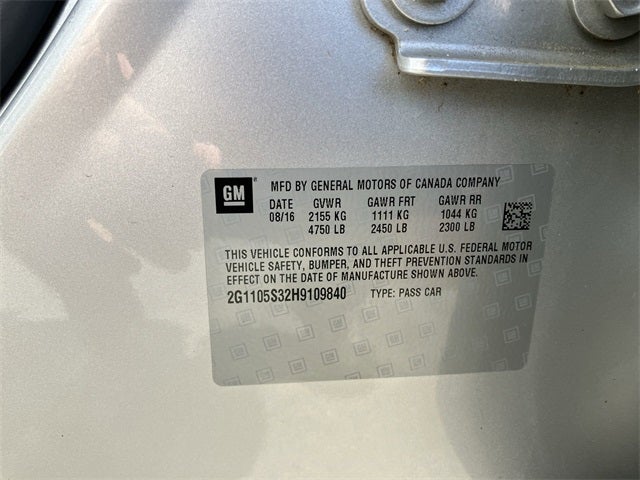 GM ® MFD BY GENERAL MOTORS OF CANADA COMPANY
DATE GVWR GAWR FRT GAWR RR
08/16 2155 KG 1111 KG 1044 KG
4750 LB 2450 LB 2300 LB
THIS VEHICLE CONFORMS TO ALL APPLICABLE U.S. FEDERAL MOTOR
VEHICLE SAFETY, BUMPER, AND THEFT PREVENTION STANDARDS IN
EFFECT ON THE DATE OF MANUFACTURE SHOWN ABOVE.
2G1105S32H9109840 TYPE: PASS CAR